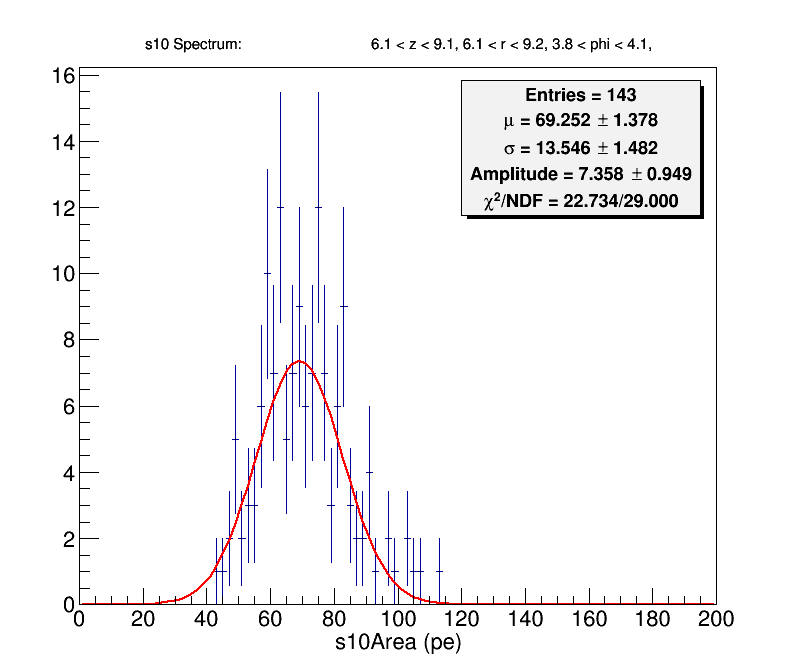 s10 Spectrum: 6.1 < z < 9.1, 6.1 < r < 9.2, 3.8 < phi < 4.1,
Entries = 143
μ = 69.252 ± 1.378
σ = 13.546 ± 1.482
Amplitude = 7.358 ± 0.949
χ²/NDF = 22.734/29.000
16
14
12
10
8
6
4
2
0
0 20 40 60 80 100 120 140 160 180 200
s10Area (pe)